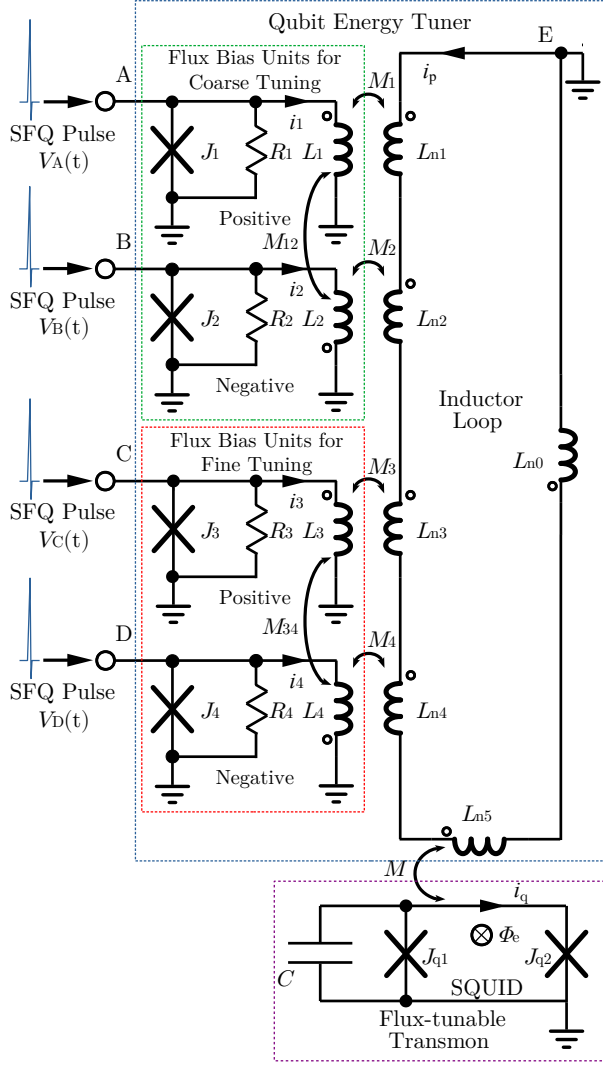 Qubit Energy Tuner
E
Flux Bias Units for
Coarse Tuning
A
SFQ Pulse
VA(t)
J1
R1
i1
L1
M1
Ln1
ip
Positive
M12
B
SFQ Pulse
VB(t)
J2
R2
i2
L2
M2
Ln2
Negative
Inductor
Loop
Ln0
Flux Bias Units for
Fine Tuning
C
SFQ Pulse
VC(t)
J3
R3
i3
L3
M3
Ln3
Positive
M34
D
SFQ Pulse
VD(t)
J4
R4
i4
L4
M4
Ln4
Negative
Ln5
M
iq
Φe
C
Jq1
Jq2
SQUID
Flux-tunable
Transmon